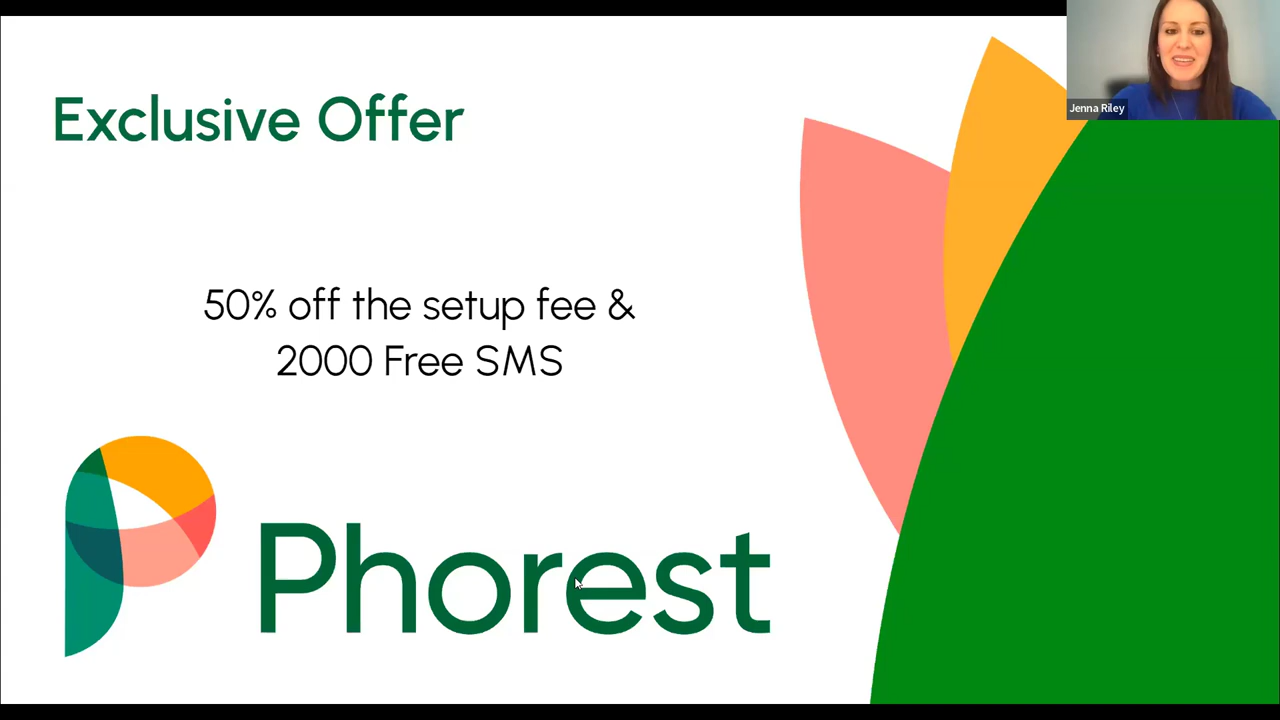 Exclusive Offer
Jenna Riley
50% off the setup fee &
2000 Free SMS
Phorest